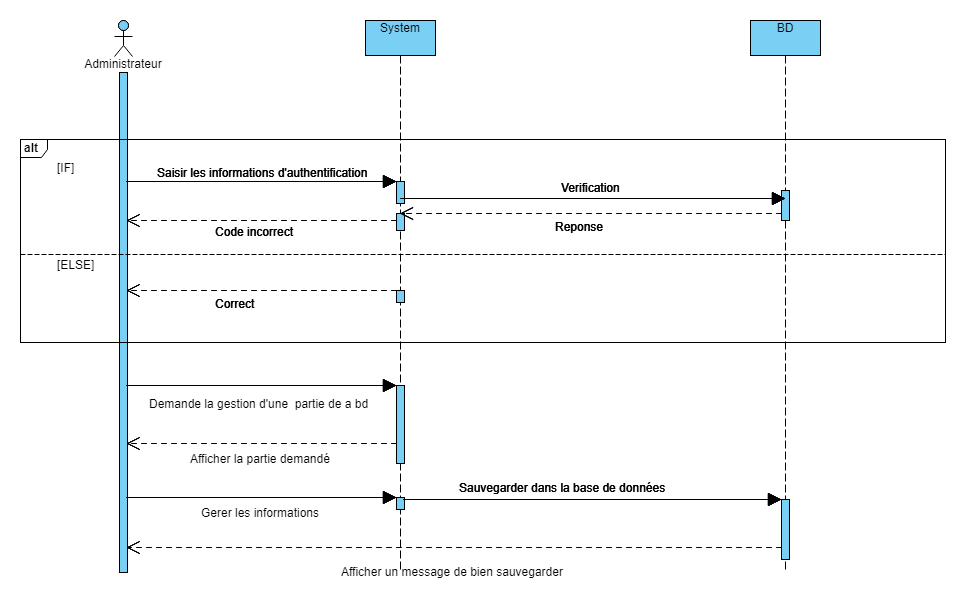 System
BD
Administrateur
alt
[IF]
Saisir les informations d'authentification
Verification
Reponse
Code incorrect
[ELSE]
Correct
Demande la gestion d'une  partie de a bd
Afficher la partie demandé
Sauvegarder dans la base de données
Gerer les informations
Afficher un message de bien sauvegarder